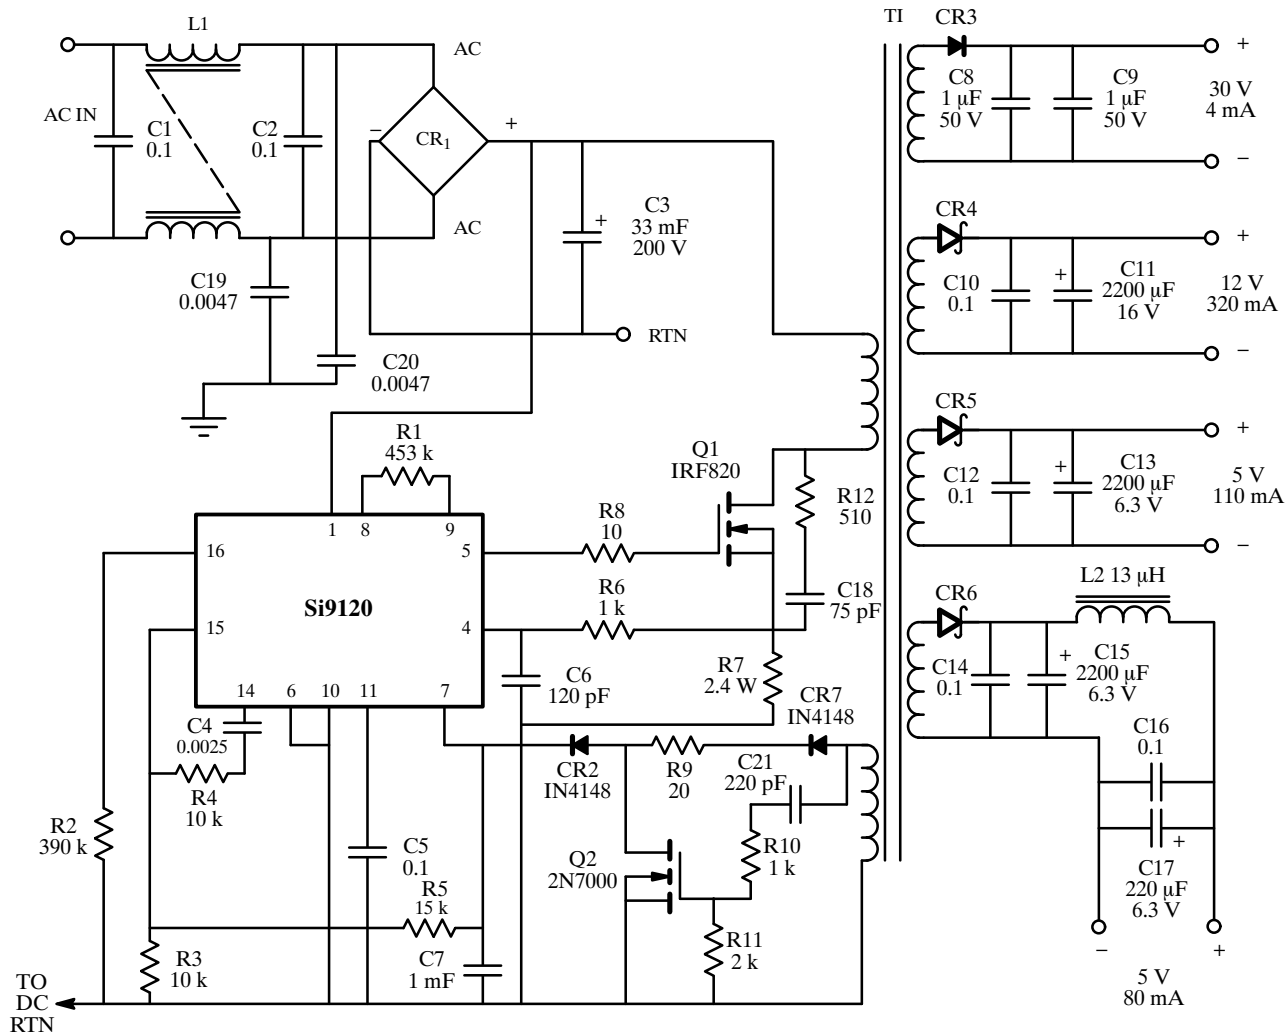 L1
AC
AC IN
C1
0.1
C2
0.1
−
CR1
+
AC
C3
33 mF
200 V
+
C19
0.0047
RTN
C20
0.0047
TI
CR3
C8
1 µF
50 V
C9
1 µF
50 V
+
30 V
4 mA
−
CR4
C10
0.1
+
C11
2200 µF
16 V
+
12 V
320 mA
−
CR5
C12
0.1
+
C13
2200 µF
6.3 V
+
5 V
110 mA
−
CR6
L2 13 µH
C14
0.1
+
C15
2200 µF
6.3 V
C16
0.1
+
C17
220 µF
6.3 V
−
+
5 V
80 mA
R1
453 k
Q1
IRF820
R12
510
1
8
9
16
5
R8
10
Si9120
15
4
R6
1 k
C18
75 pF
14
6
10
11
7
C6
120 pF
R7
2.4 W
CR7
IN4148
C4
0.0025
R4
10 k
CR2
IN4148
R9
20
C21
220 pF
R2
390 k
C5
0.1
Q2
2N7000
R10
1 k
R5
15 k
R3
10 k
C7
1 mF
R11
2 k
TO
DC
RTN